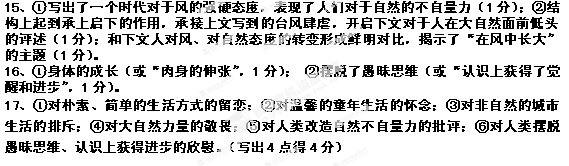 15、①写出了一个时代对于风的强硬态度，表现了人们对于自然的不自量力（1 分）；②结
构上起到承上启下的作用，承接上文写到的台风肆虐，开启下文对于人在大自然面前低头
的评述（1 分）；和下文人对风、对自然态度的转变形成鲜明对比，揭示了“在风中长大”
的主题（1 分）。
16、①身体的成长（或“肉身的伸张”，1 分）； ②摆脱了愚昧思维（或“认识上获得了觉
醒和进步”，1 分）。
17、①对朴素、简单的生活方式的留恋；②对温馨的童年生活的怀念；③对非自然的城市
生活的排斥；④对大自然力量的敬畏；⑤对人类改造自然不自量力的批评；⑥对人类摆脱
愚昧思维、认识上获得进步的欣慰。（写出 4 点得 4 分）